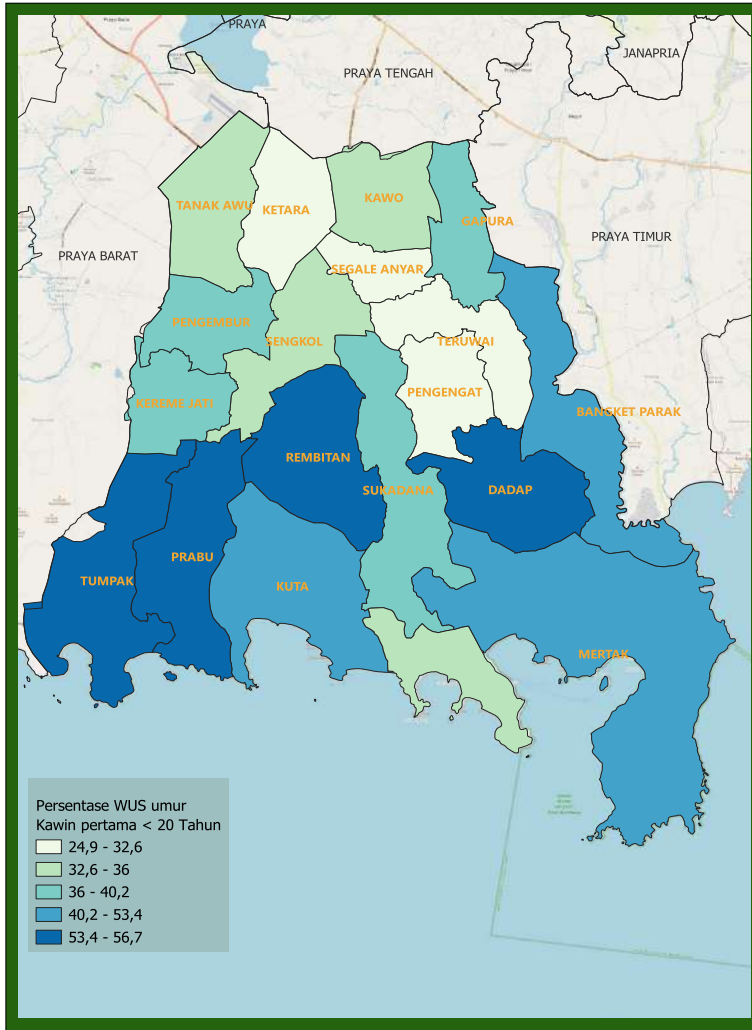 PRAYA
JANAPRIA
PRAYA TENGAH
KAWO
TANAK AWU
KETARA
GAPURA
PRAYA TIMUR
PRAYA BARAT
SEGALE ANYAR
PENGEMBUR
SENGKOL
TERUWAI
PENGENGAT
BANGKET PARAK
REMBITAN
SUKADANA
DADAP
PRABU
TUMPAK
KUTA
MERTAK
Persentase WUS umur
Kawin pertama < 20 Tahun
24,9 - 32,6
32,6 - 36
36 - 40,2
40,2 - 53,4
53,4 - 56,7